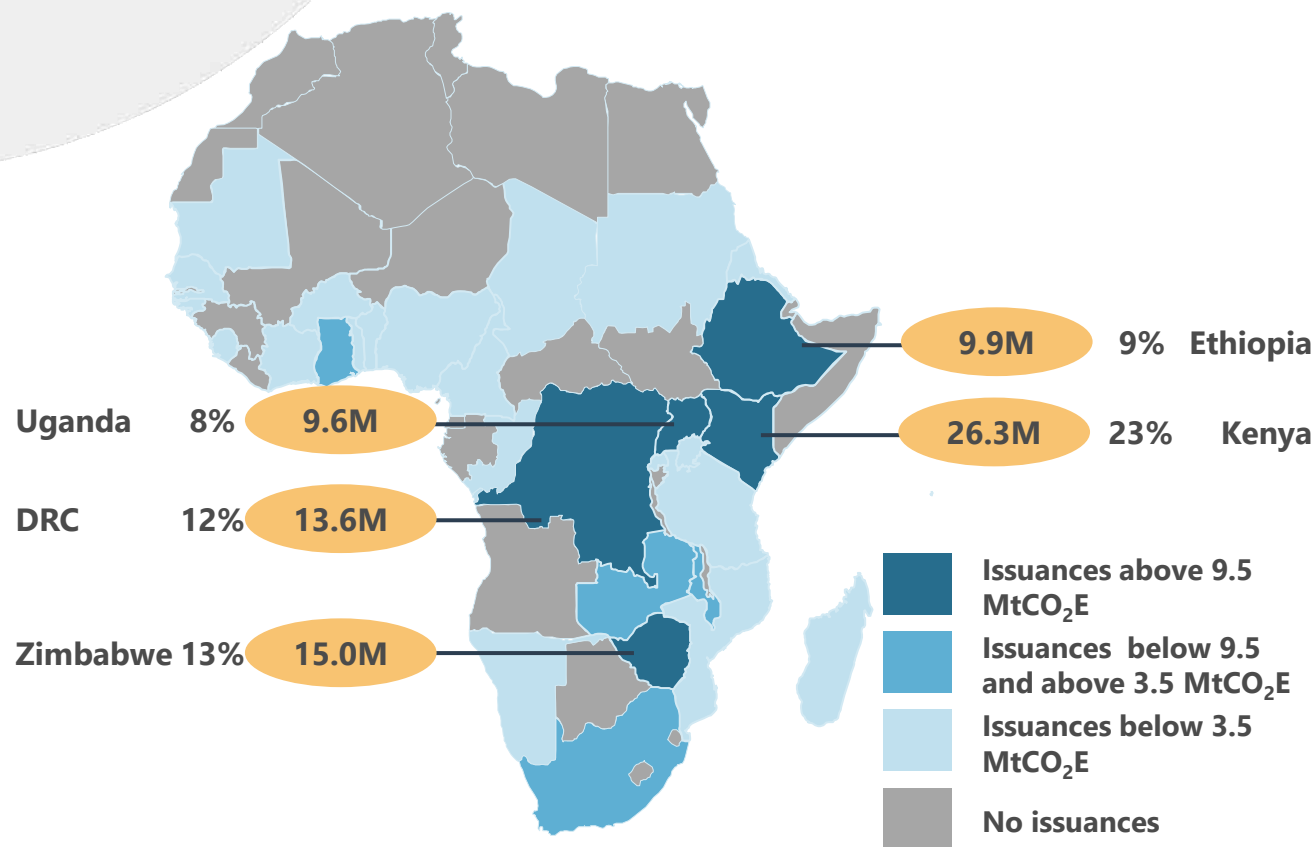 9.9M 9% Ethiopia
Uganda 8% 9.6M
26.3M 23% Kenya
DRC 12% 13.6M
Zimbabwe 13% 15.0M
Issuances above 9.5
MtCO₂E
Issuances below 9.5
and above 3.5 MtCO₂E
Issuances below 3.5
MtCO₂E
No issuances